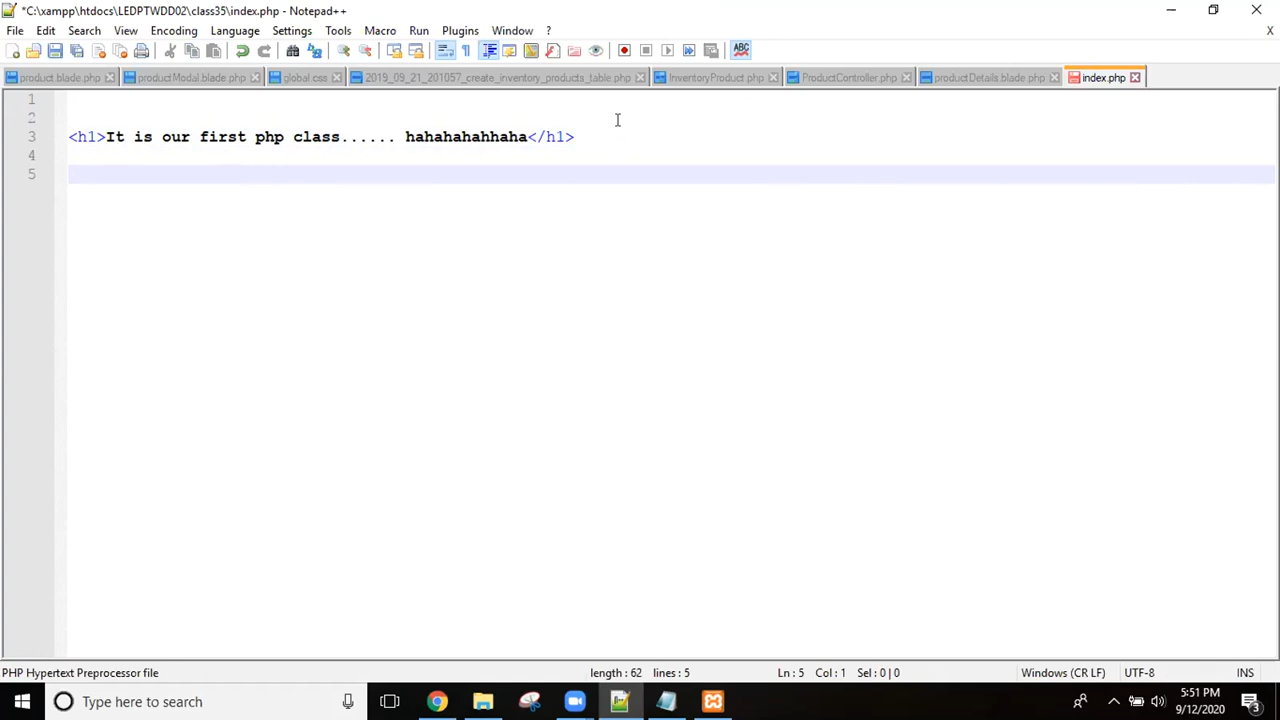 *C:\xampp\htdocs\LEDPTWDD02\class35\index.php - Notepad++
File Edit Search View Encoding Language Settings Tools Macro Run Plugins Window ? X
product.blade.php productModal.blade.php global.css 2019_09_21_201057_create_inventory_products_table.php InventoryProduct.php ProductController.php productDetails.blade.php index.php
1
2
3 <h1>It is our first php class...... hahahahahhaha</h1>
4
5
PHP Hypertext Preprocessor file length : 62 lines : 5 Ln : 5 Col : 1 Sel : 0 | 0 Windows (CR LF) UTF-8 INS
Type here to search 5:51 PM
9/12/2020 3